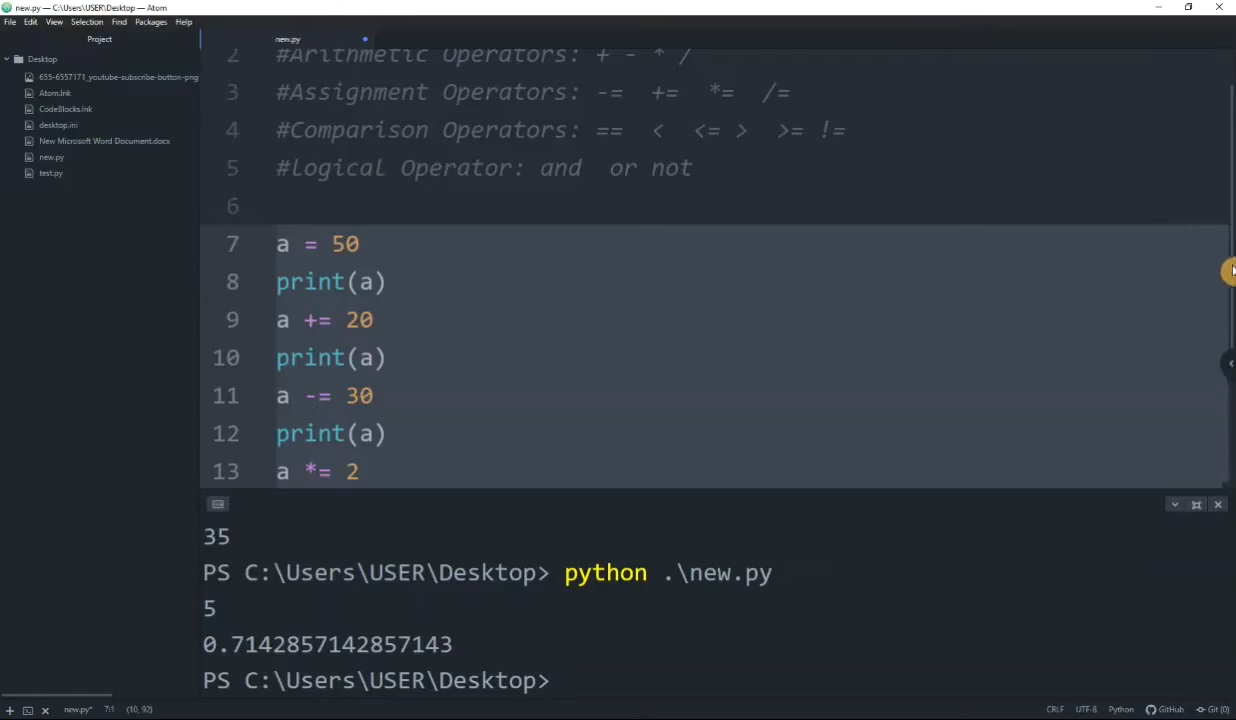 new.py — C:\Users\USER\Desktop — Atom
File Edit View Selection Find Packages Help
Project
new.py
Desktop
655-6557171_youtube-subscribe-button-png
Atom.lnk
CodeBlocks.lnk
desktop.ini
New Microsoft Word Document.docs
new.py
test.py
2 #Arithmetic Operators: + - * /
3 #Assignment Operators: -= += *= /=
4 #Comparison Operators: == < <= > >= !=
5 #logical Operator: and or not
6
7 a = 50
8 print(a)
9 a += 20
10 print(a)
11 a -= 30
12 print(a)
13 a *= 2
35
PS C:\Users\USER\Desktop> python .\new.py
5
0.7142857142857143
PS C:\Users\USER\Desktop>
new.py* 7:1 (10, 92) CRLF UTF-8 Python GitHub Git (0)